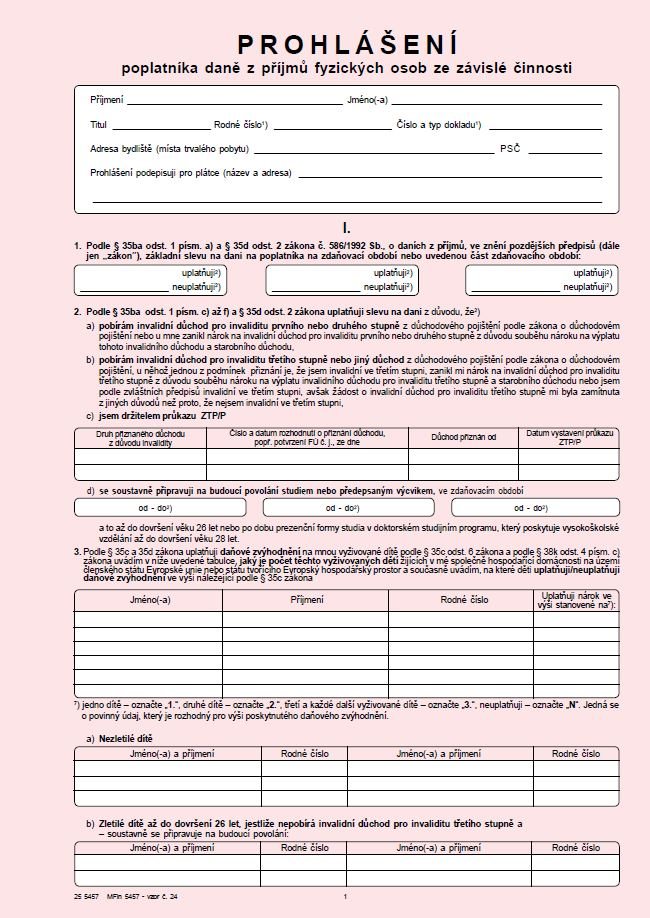 PROHLÁŠENÍ
poplatníka daně z příjmů fyzických osob ze závislé činnosti
Příjmení Jméno(-a)
Titul Rodné číslo¹) Číslo a typ dokladu¹)
Adresa bydliště (místa trvalého pobytu) PSČ
Prohlášení podepisuji pro plátce (název a adresa)
I.
1. Podle § 35ba odst. 1 písm. a) a § 35d odst. 2 zákona č. 586/1992 Sb., o daních z příjmů, ve znění pozdějších předpisů (dále
jen „zákon“), základní slevu na dani na poplatníka na zdaňovací období nebo uvedenou část zdaňovacího období:
uplatňuji²) uplatňuji²) uplatňuji²)
neuplatňuji²) neuplatňuji²) neuplatňuji²)
2. Podle § 35ba odst. 1 písm. c) až f) a § 35d odst. 2 zákona uplatňuji slevu na dani z důvodu, že²)
a) pobírám invalidní důchod pro invaliditu prvního nebo druhého stupně z důchodového pojištění podle zákona o důchodovém
pojištění nebo u mne zanikl nárok na invalidní důchod pro invaliditu prvního nebo druhého stupně z důvodu souběhu nároku na výplatu
tohoto invalidního důchodu a starobního důchodu,
b) pobírám invalidní důchod pro invaliditu třetího stupně nebo jiný důchod z důchodového pojištění podle zákona o důchodovém
pojištění, u něhož jednou z podmínek přiznání je, že jsem invalidní ve třetím stupni, zanikl mi nárok na invalidní důchod pro invaliditu
třetího stupně z důvodu souběhu nároku na výplatu invalidního důchodu pro invaliditu třetího stupně a starobního důchodu nebo jsem
podle zvláštních předpisů invalidní ve třetím stupni, avšak žádost o invalidní důchod pro invaliditu třetího stupně mi byla zamítnuta
z jiných důvodů než proto, že nejsem invalidní ve třetím stupni,
c) jsem držitelem průkazu ZTP/P
Druh přiznaného důchodu Číslo a datum rozhodnutí o přiznání důchodu, Důchod přiznán od Datum vystavení průkazu
z důvodu invalidity popř. potvrzení FÚ č. j., ze dne ZTP/P
d) se soustavně připravuji na budoucí povolání studiem nebo předepsaným výcvikem, ve zdaňovacím období
od - do²) od - do²) od - do²)
a to až do dovršení věku 26 let nebo po dobu prezenční formy studia v doktorském studijním programu, který poskytuje vysokoškolské
vzdělání až do dovršení věku 28 let.
3. Podle § 35c a 35d zákona uplatňuji daňové zvýhodnění na mnou vyživované dítě podle § 35c odst. 6 zákona a podle § 38k odst. 4 písm. c)
zákona uvádím v níže uvedené tabulce, jaký je počet těchto vyživovaných dětí žijících v mé společně hospodařící domácnosti na území
členského státu Evropské unie nebo státu tvořícího Evropský hospodářský prostor a současně uvádím, na které děti uplatňuji/neuplatňuji
daňové zvýhodnění ve výši náležející podle § 35c zákona
Jméno(-a) Příjmení Rodné číslo Uplatňuji nárok ve
výši stanovené na⁷):
⁷) jedno dítě – označte „1.“, druhé dítě – označte „2.“, třetí a každé další vyživované dítě – označte „3.“, neuplatňuji – označte „N“. Jedná se
o povinný údaj, který je rozhodný pro výši poskytnutého daňového zvýhodnění.
a) Nezletilé dítě
Jméno(-a) a příjmení Rodné číslo Jméno(-a) a příjmení Rodné číslo
b) Zletilé dítě až do dovršení 26 let, jestliže nepobírá invalidní důchod pro invaliditu třetího stupně a
– soustavně se připravuje na budoucí povolání:
Jméno(-a) a příjmení Rodné číslo Jméno(-a) a příjmení Rodné číslo
25 5457 MFin 5457 - vzor č. 24 1